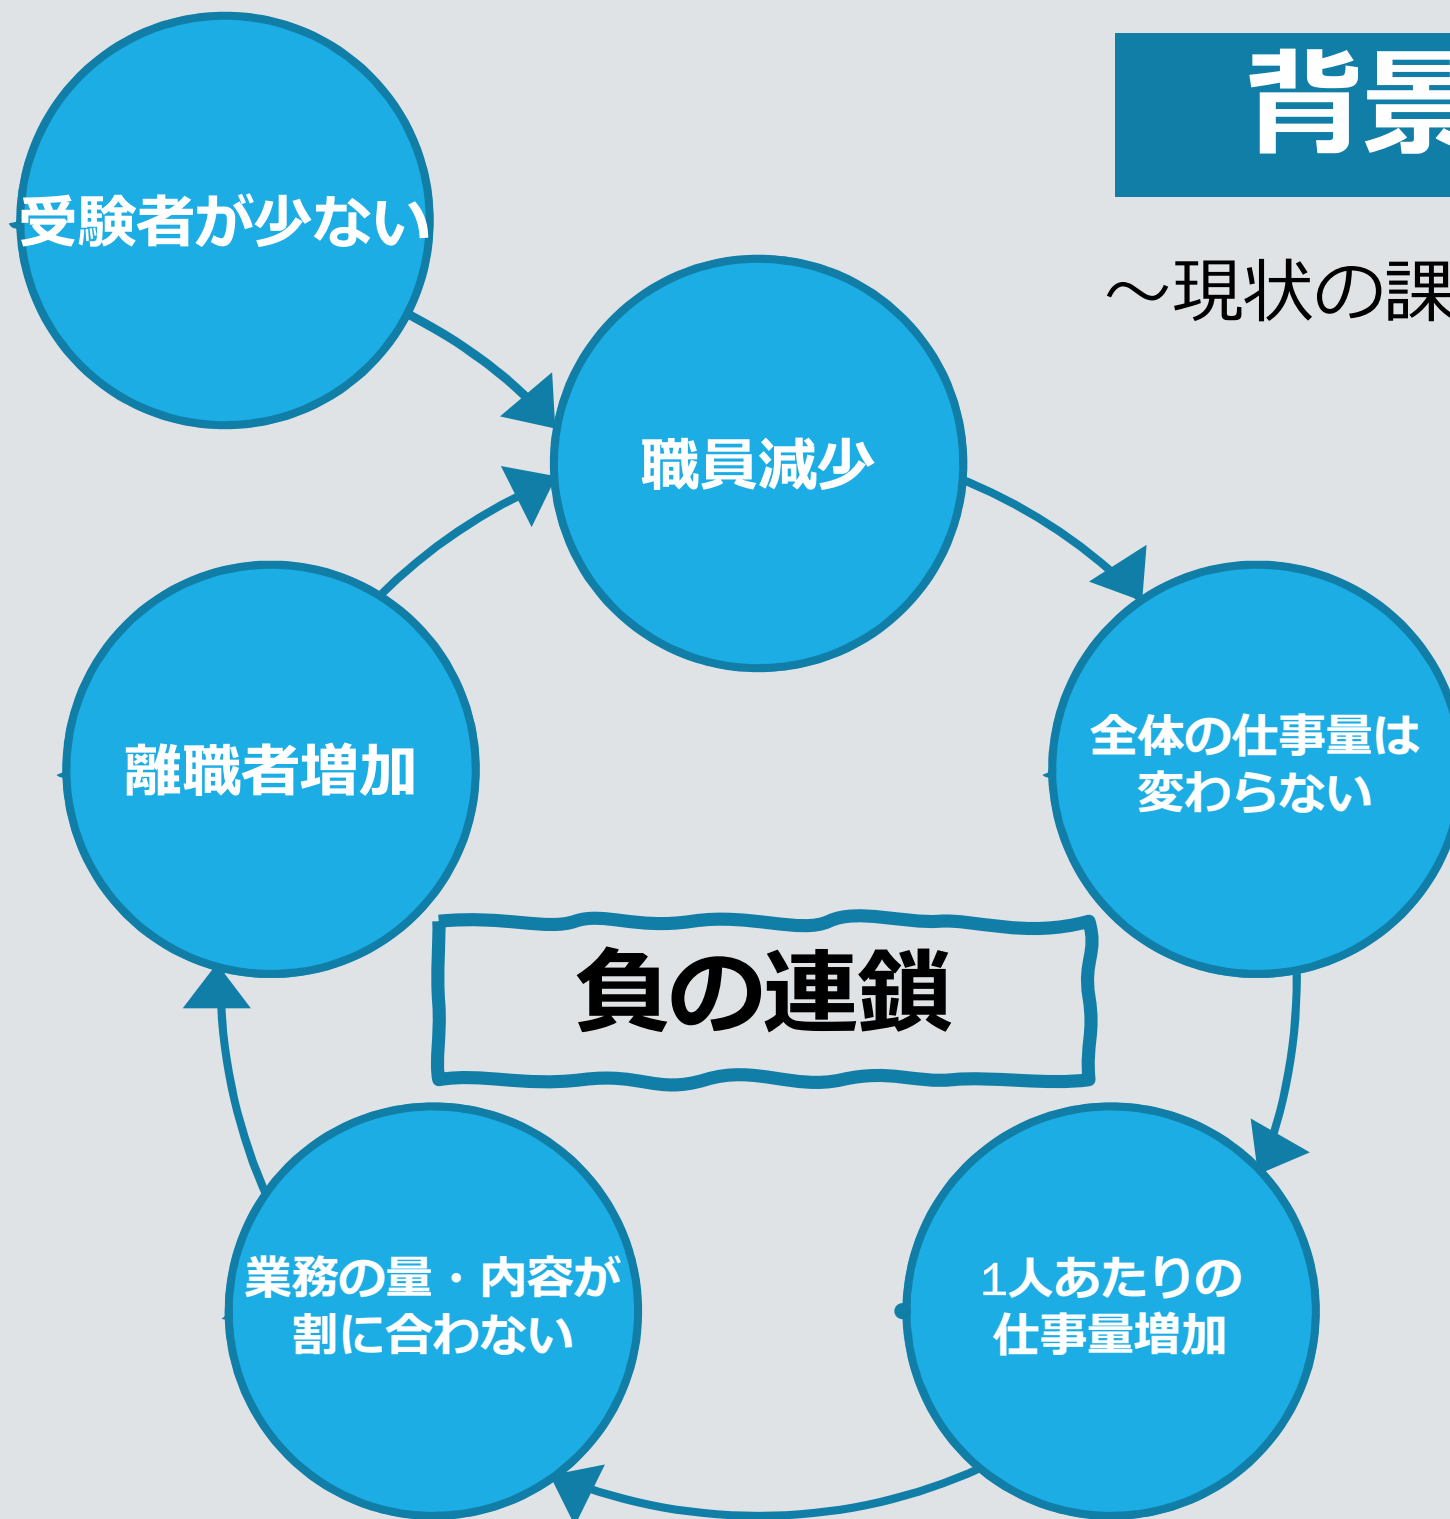 背景
～現状の課
受験者が少ない
職員減少
全体の仕事量は
変わらない
1人あたりの
仕事量増加
業務の量・内容が
割に合わない
離職者増加
負の連鎖